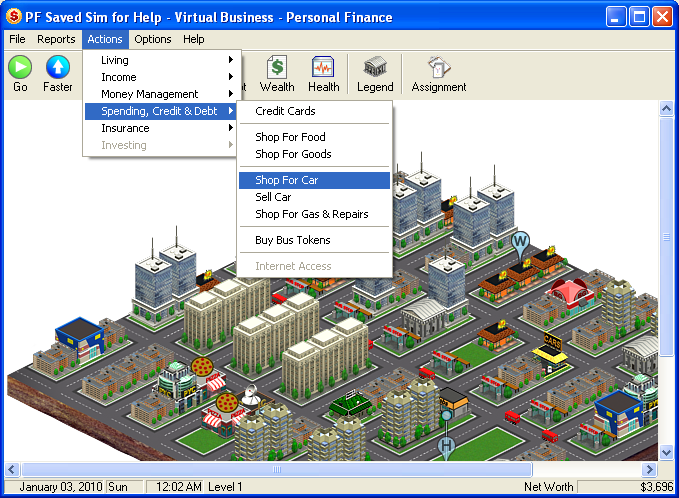 PF Saved Sim for Help - Virtual Business - Personal Finance
File Reports Actions Options Help
Go Faster Wealth Health Legend Assignment
Living
Income
Money Management
Spending, Credit & Debt
Insurance
Investing
Credit Cards
Shop For Food
Shop For Goods
Shop For Car
Sell Car
Shop For Gas & Repairs
Buy Bus Tokens
Internet Access
W
CARS
H
January 03, 2010 Sun 12:02 AM Level 1 Net Worth $3,696